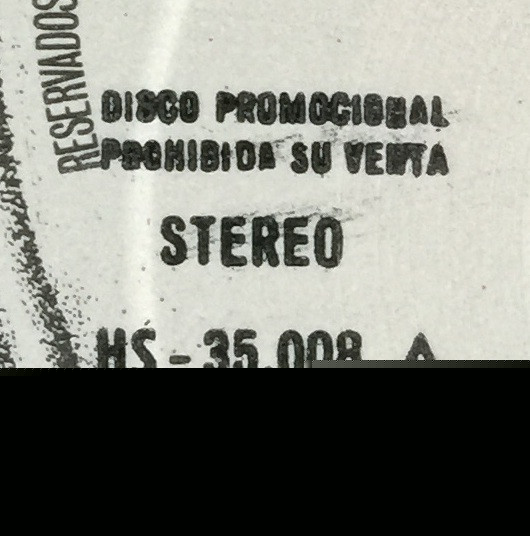 RESERVADOS
DISCO PROMOCIONAL
PROHIBIDA SU VENTA
STEREO
HS - 35.008 A